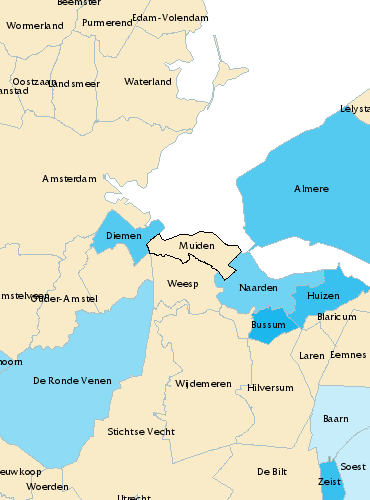 Beemster
Edam-Volendam
Purmerend
Wormerland
Oostzaan
Landsmeer
Waterland
anstad
Lelysta
Amsterdam
Almere
Diemen
Muiden
Weesp
Naarden
Huizen
mstelveen
Ouder-Amstel
Blaricum
Bussum
Laren
Eemnes
hoorn
De Ronde Venen
Wijdemeren
Hilversum
Baarn
Stichtse Vecht
Soest
De Bilt
euwkoop
Zeist
Woerden
Utrecht